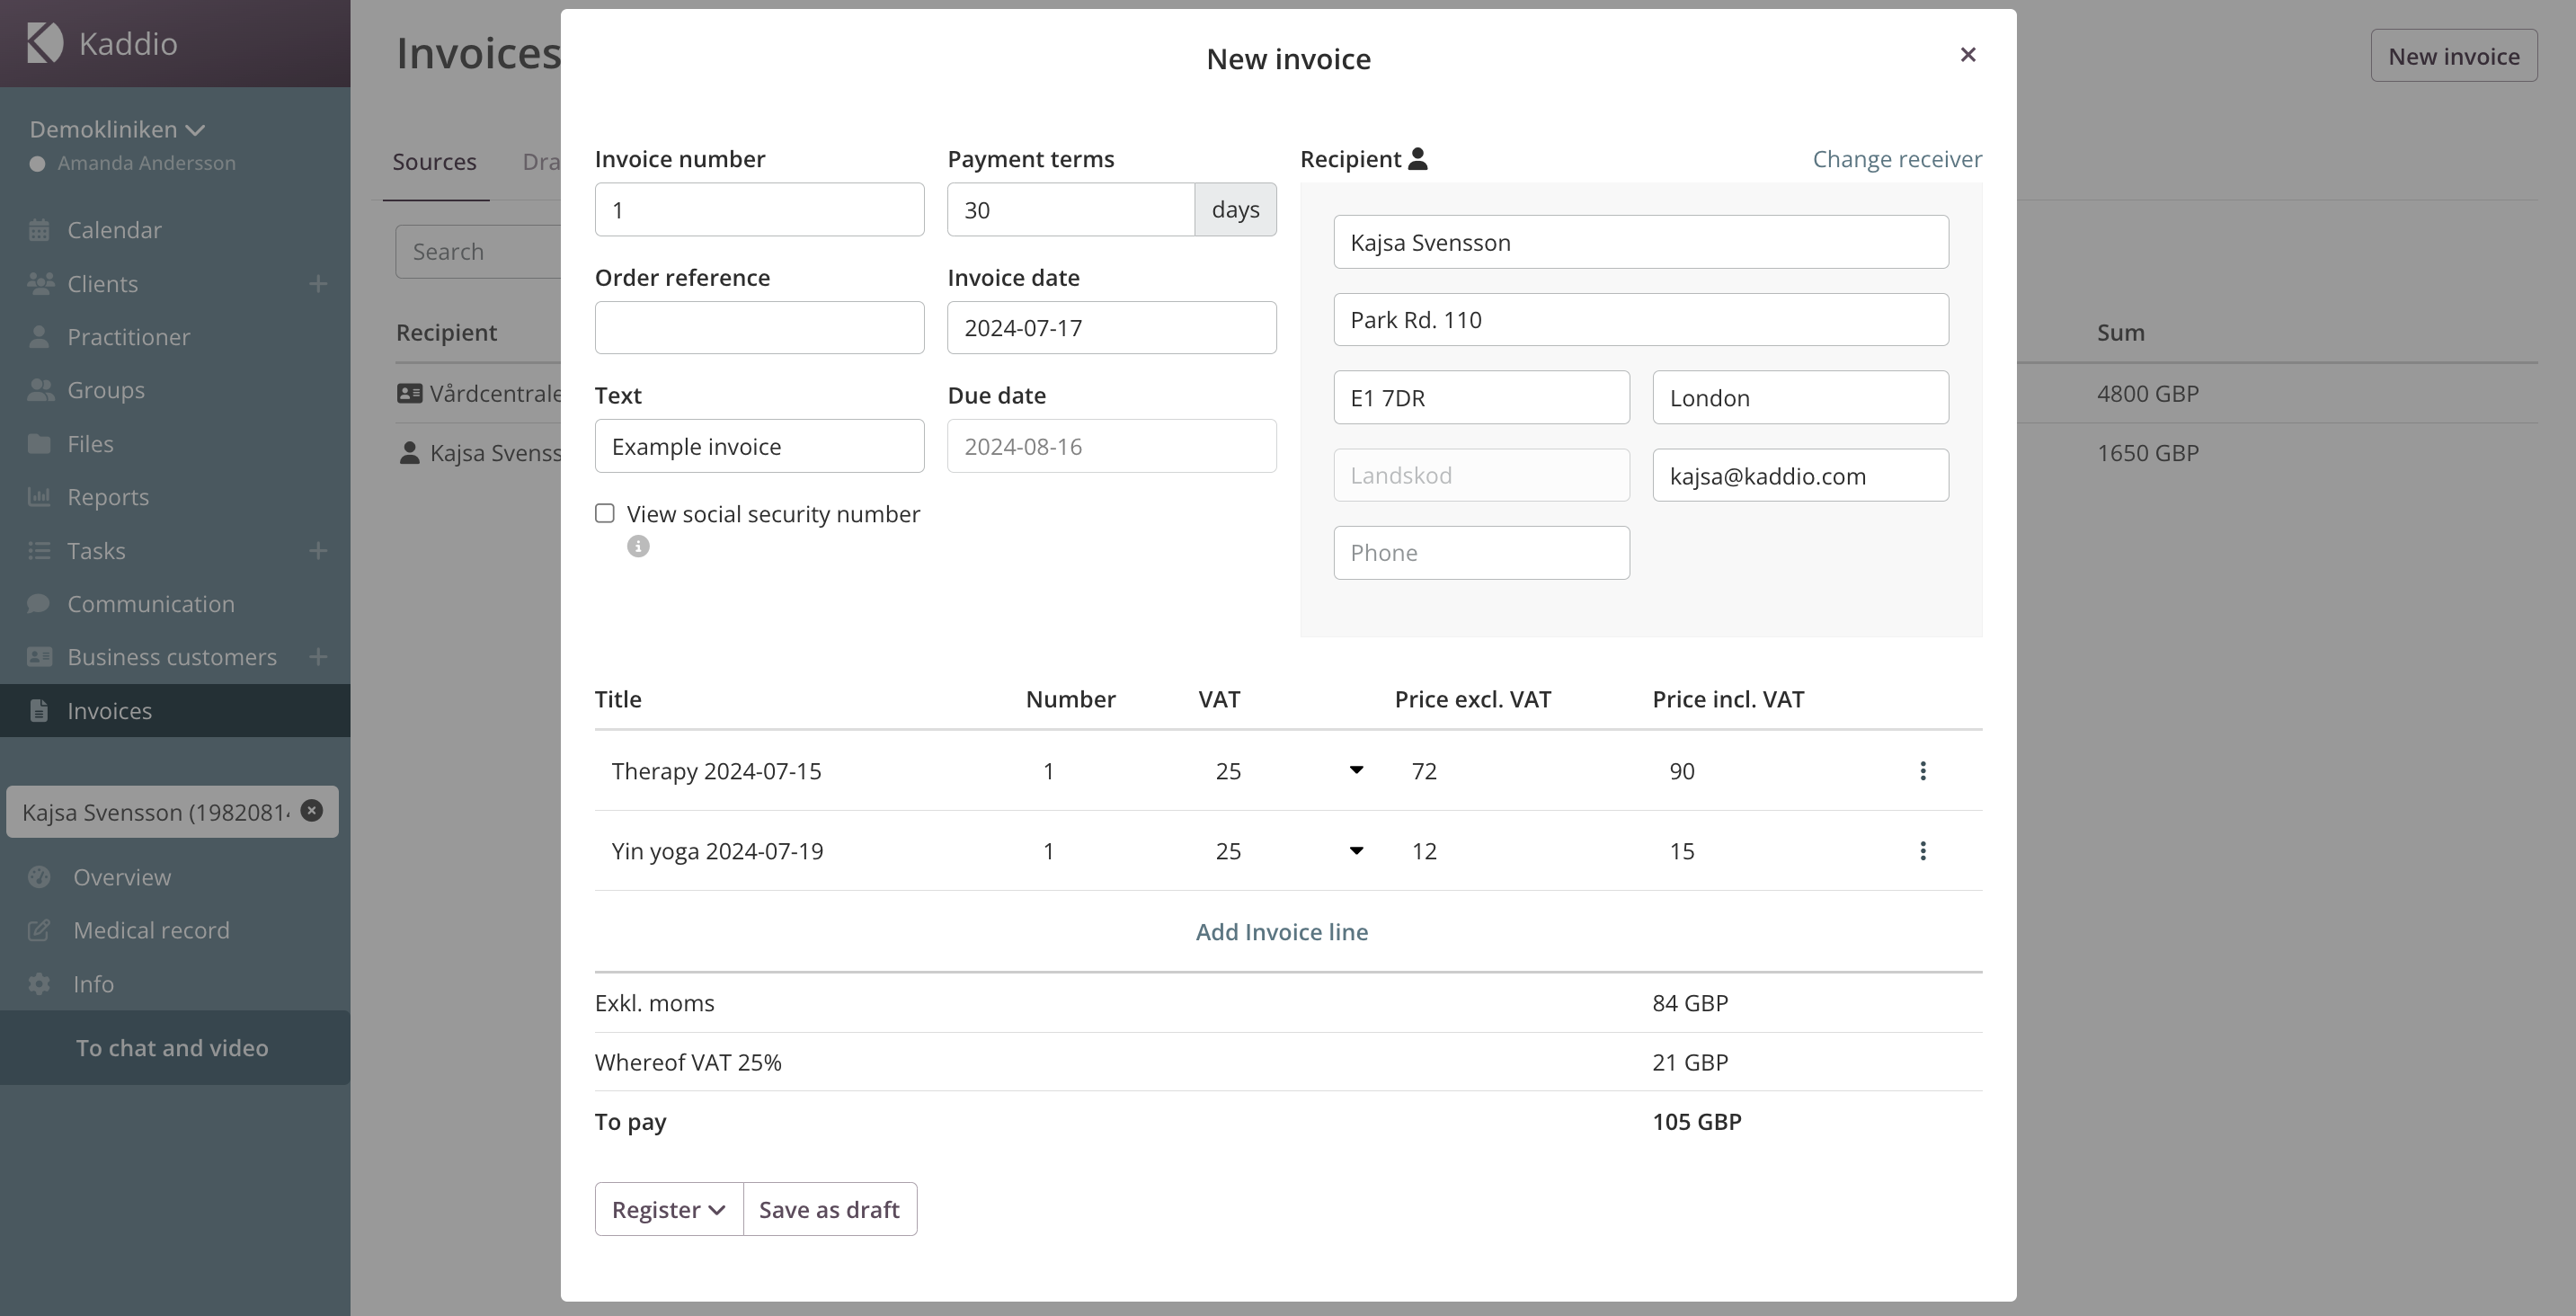 Kaddio
Demokliniken
Amanda Andersson
Calendar
Clients
Practitioner
Groups
Files
Reports
Tasks
Communication
Business customers
Invoices
Kajsa Svensson (1982081
Overview
Medical record
Info
To chat and video
Invoices
New invoice
Sources
Dra
Search
Recipient
Sum
Vårdcentrale
4800 GBP
Kajsa Svenss
1650 GBP
New invoice
Invoice number
1
Payment terms
30
days
Order reference
Invoice date
2024-07-17
Text
Example invoice
Due date
2024-08-16
View social security number
Recipient
Change receiver
Kajsa Svensson
Park Rd. 110
E1 7DR
London
Landskod
kajsa@kaddio.com
Phone
Title Number VAT Price excl. VAT Price incl. VAT
Therapy 2024-07-15 1 25 72 90
Yin yoga 2024-07-19 1 25 12 15
Add Invoice line
Exkl. moms 84 GBP
Whereof VAT 25% 21 GBP
To pay 105 GBP
Register
Save as draft